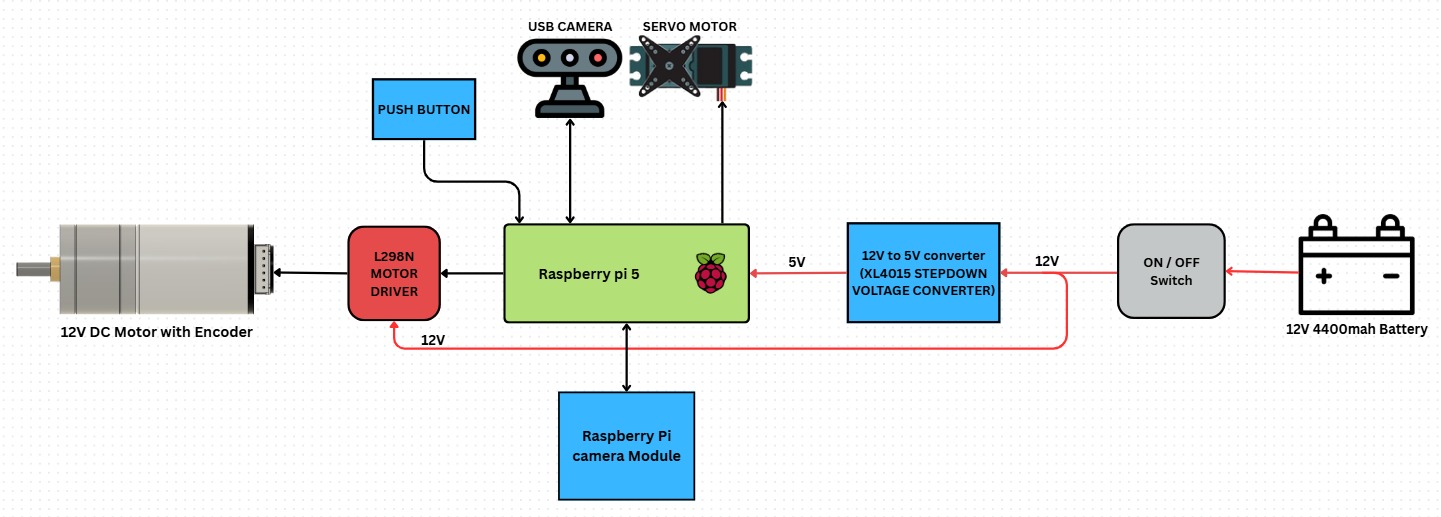 USB CAMERA
SERVO MOTOR
PUSH BUTTON
L298N
MOTOR
DRIVER
Raspberry pi 5
5V
12V to 5V converter
(XL4015 STEPDOWN
VOLTAGE CONVERTER)
12V
ON / OFF
Switch
12V DC Motor with Encoder
12V
12V 4400mah Battery
Raspberry Pi
camera Module